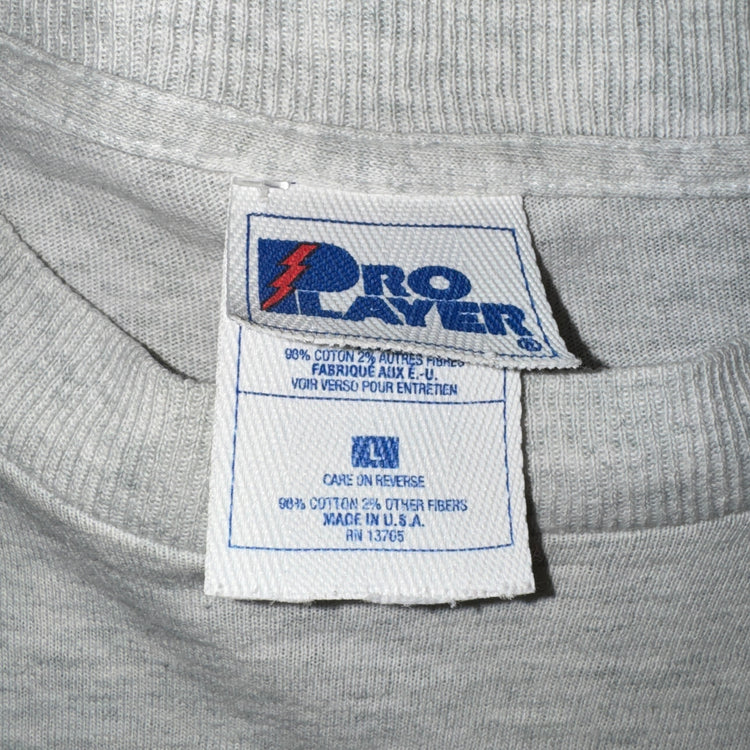 PRO
PLAYER®
98% COTON 2% AUTRES FIBRES
FABRIQUE AUX E.-U.
VOIR VERSO POUR ENTRETIEN
L
CARE ON REVERSE
98% COTTON 2% OTHER FIBERS
MADE IN U.S.A.
RN 13765